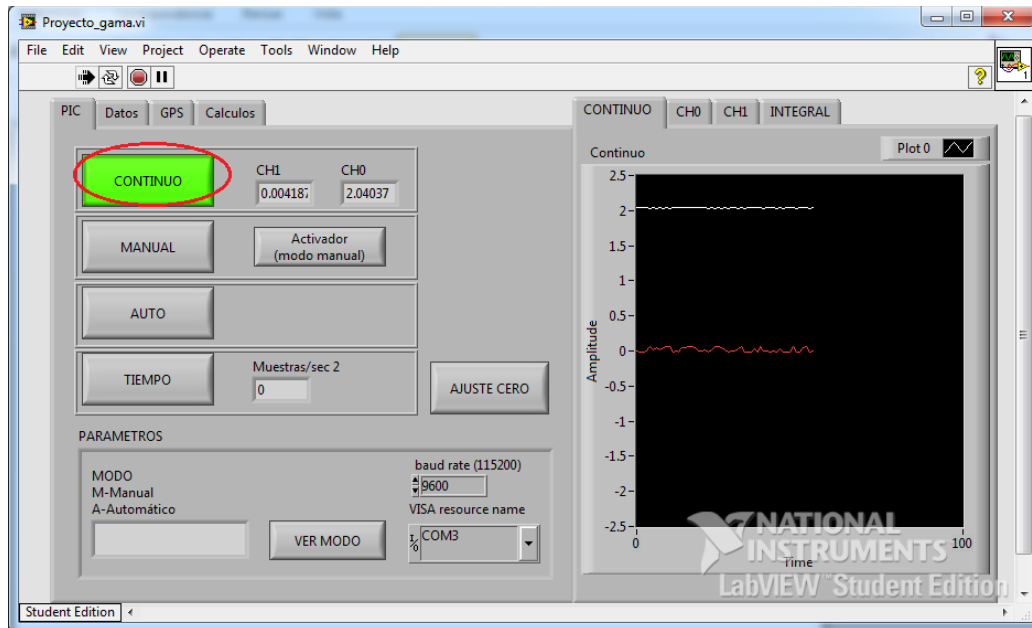 Proyecto_gama.vi
File Edit View Project Operate Tools Window Help
1
PIC Datos GPS Calculos
CONTINUO CH0 CH1 INTEGRAL
CONTINUO
CH1 CH0
0.004187 2.04037
MANUAL
Activador
(modo manual)
AUTO
TIEMPO
Muestras/sec 2
0
AJUSTE CERO
PARAMETROS
MODO
M-Manual
A-Automático
VER MODO
baud rate (115200)
9600
VISA resource name
I/O COM3
Continuo
Plot 0
Amplitude
2.5
2
1.5
1
0.5
0
-0.5
-1
-1.5
-2
-2.5
0 100
Time
NATIONAL
INSTRUMENTS
LabVIEW™ Student Edition
Student Edition